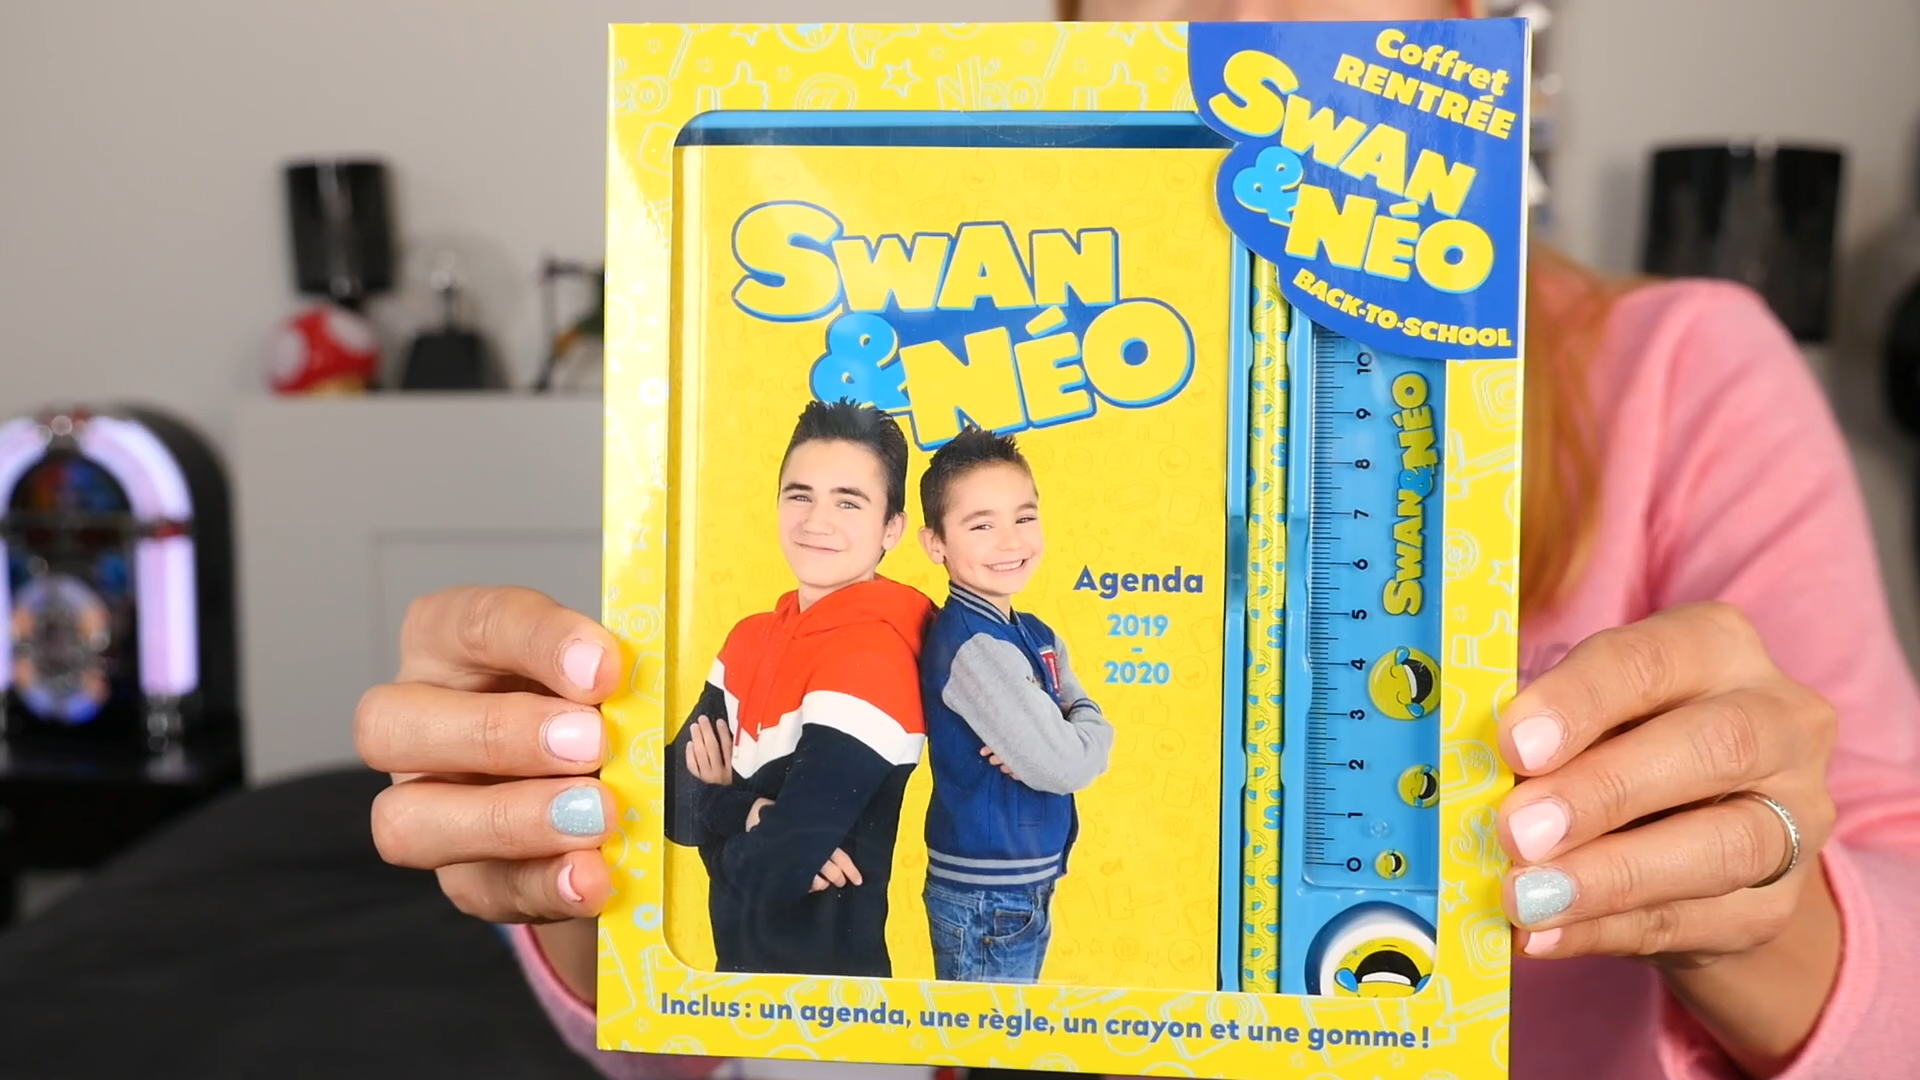 Coffret
RENTRÉE
SWAN
& NÉO
BACK-TO-SCHOOL
SWAN
& NÉO
Agenda
2019
-
2020
SWAN & NÉO
10
9
8
7
6
5
4
3
2
1
0
Inclus : un agenda, une règle, un crayon et une gomme !